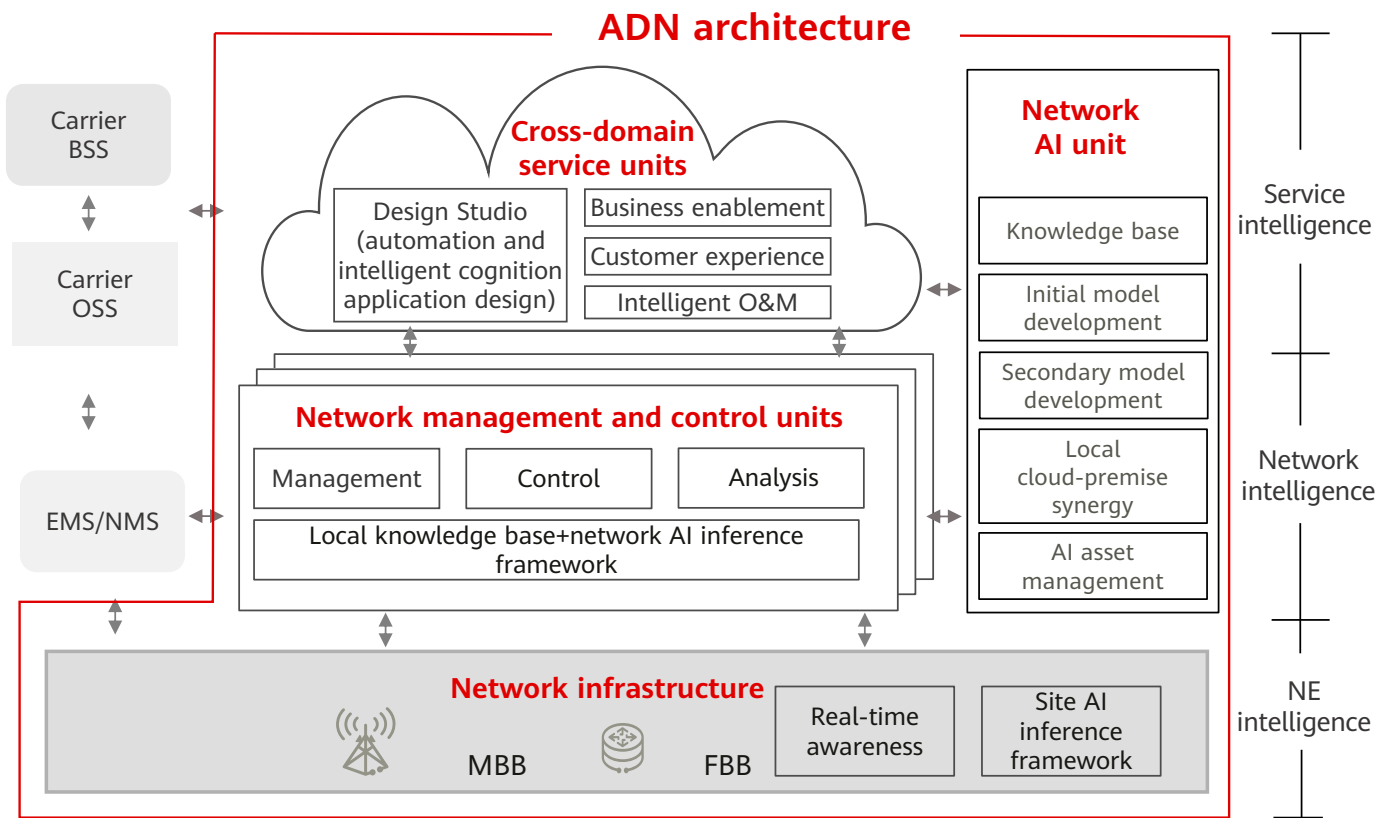 ADN architecture
Carrier
BSS
Carrier
OSS
EMS/NMS
Cross-domain
service units
Design Studio
(automation and
intelligent cognition
application design)
Business enablement
Customer experience
Intelligent O&M
Network management and control units
Management
Control
Analysis
Local knowledge base+network AI inference
framework
Network
AI unit
Knowledge base
Initial model
development
Secondary model
development
Local
cloud-premise
synergy
AI asset
management
Network infrastructure
MBB
FBB
Real-time
awareness
Site AI
inference
framework
Service
intelligence
Network
intelligence
NE
intelligence